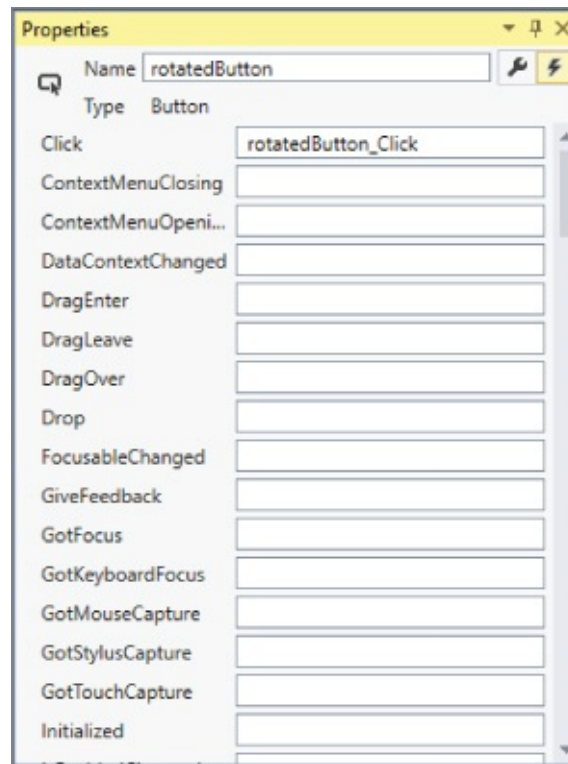 Properties
Name rotatedButton
Type Button
Click rotatedButton_Click
ContextMenuClosing
ContextMenuOpeni...
DataContextChanged
DragEnter
DragLeave
DragOver
Drop
FocusableChanged
GiveFeedback
GotFocus
GotKeyboardFocus
GotMouseCapture
GotStylusCapture
GotTouchCapture
Initialized